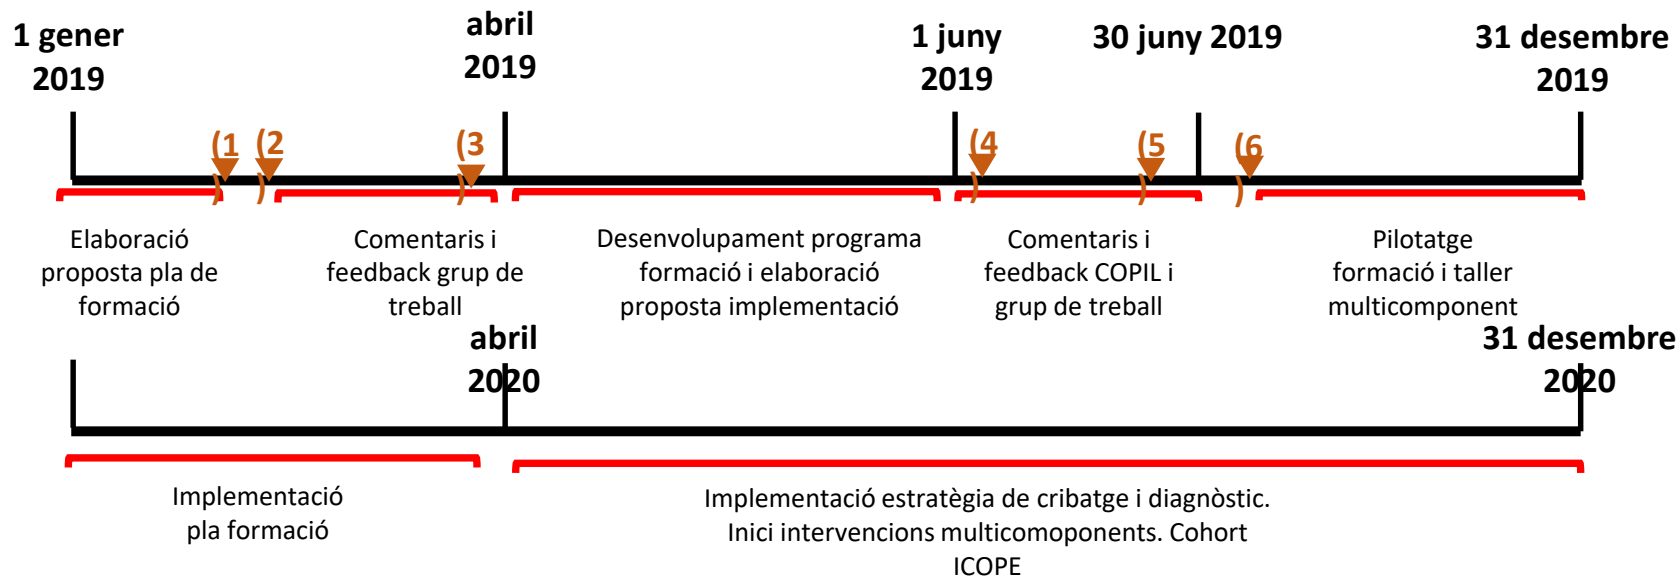 1 gener
2019
abril
2019
1 juny
2019
30 juny 2019
31 desembre
2019
(1
)
(2
)
(3
)
(4
)
(5
)
(6
)
Elaboració
proposta pla de
formació
Comentaris i
feedback grup de
treball
Desenvolupament programa
formació i elaboració
proposta implementació
Comentaris i
feedback COPIL i
grup de treball
Pilotatge
formació i taller
multicomponent
abril
2020
31 desembre
2020
Implementació
pla formació
Implementació estratègia de cribatge i diagnòstic.
Inici intervencions multicomoponents. Cohort
ICOPE